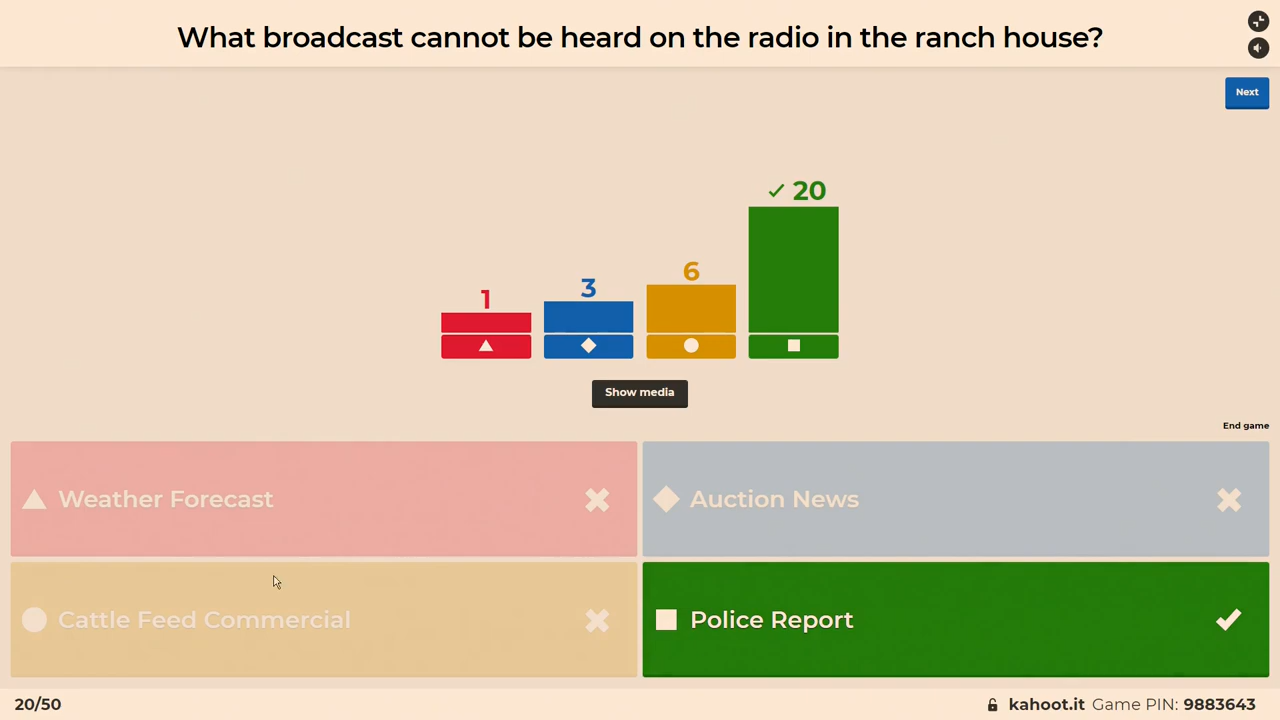 What broadcast cannot be heard on the radio in the ranch house?
Next
20
6
3
1
Show media
End game
Weather Forecast
Auction News
Cattle Feed Commercial
Police Report
20/50
kahoot.it Game PIN: 9883643